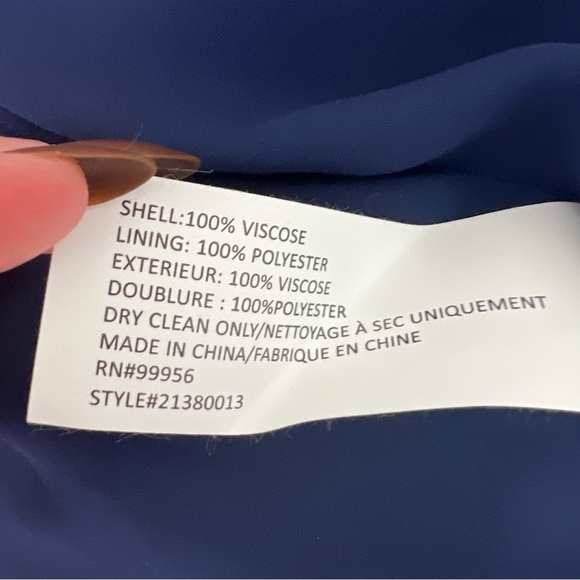 SHELL:100% VISCOSE
LINING: 100% POLYESTER
EXTERIEUR: 100% VISCOSE
DOUBLURE : 100%POLYESTER
DRY CLEAN ONLY/NETTOYAGE À SEC UNIQUEMENT
MADE IN CHINA/FABRIQUE EN CHINE
RN#99956
STYLE#21380013